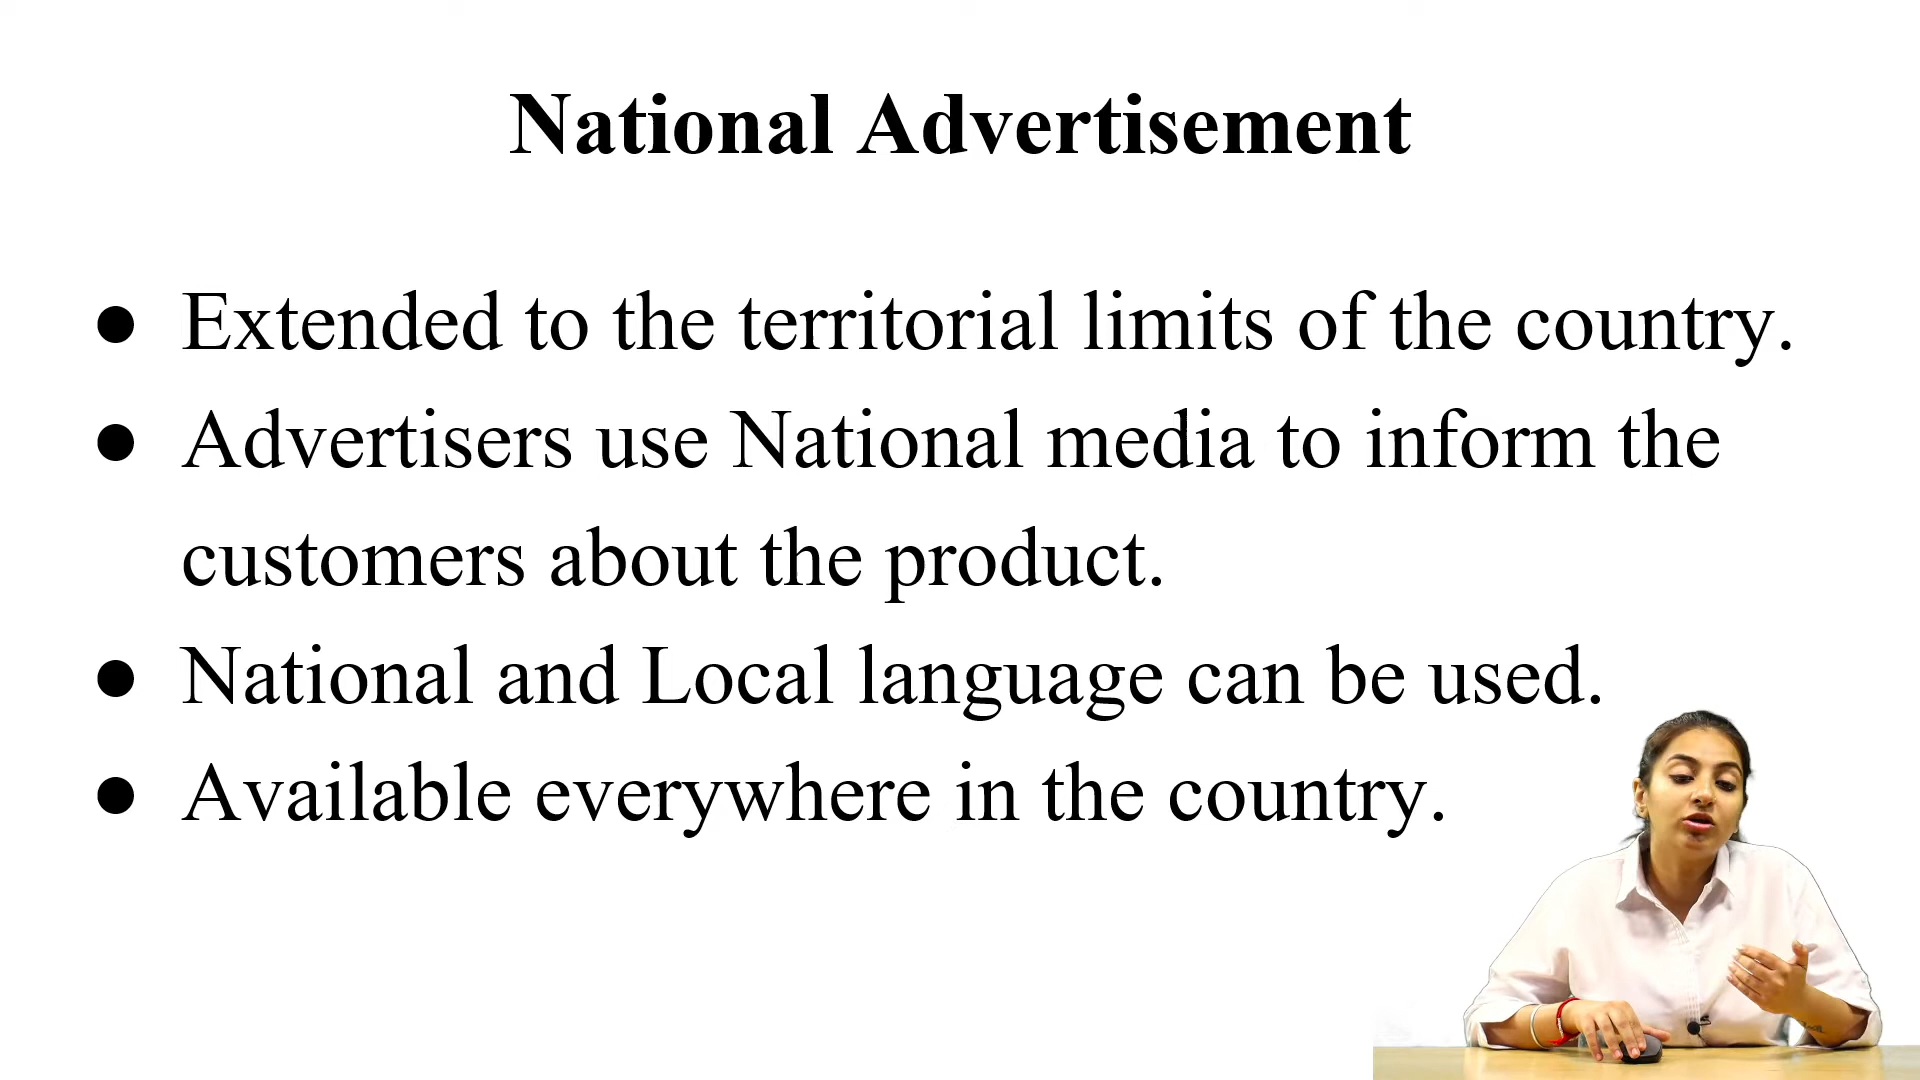 National Advertisement
● Extended to the territorial limits of the country.
● Advertisers use National media to inform the
customers about the product.
● National and Local language can be used.
● Available everywhere in the country.